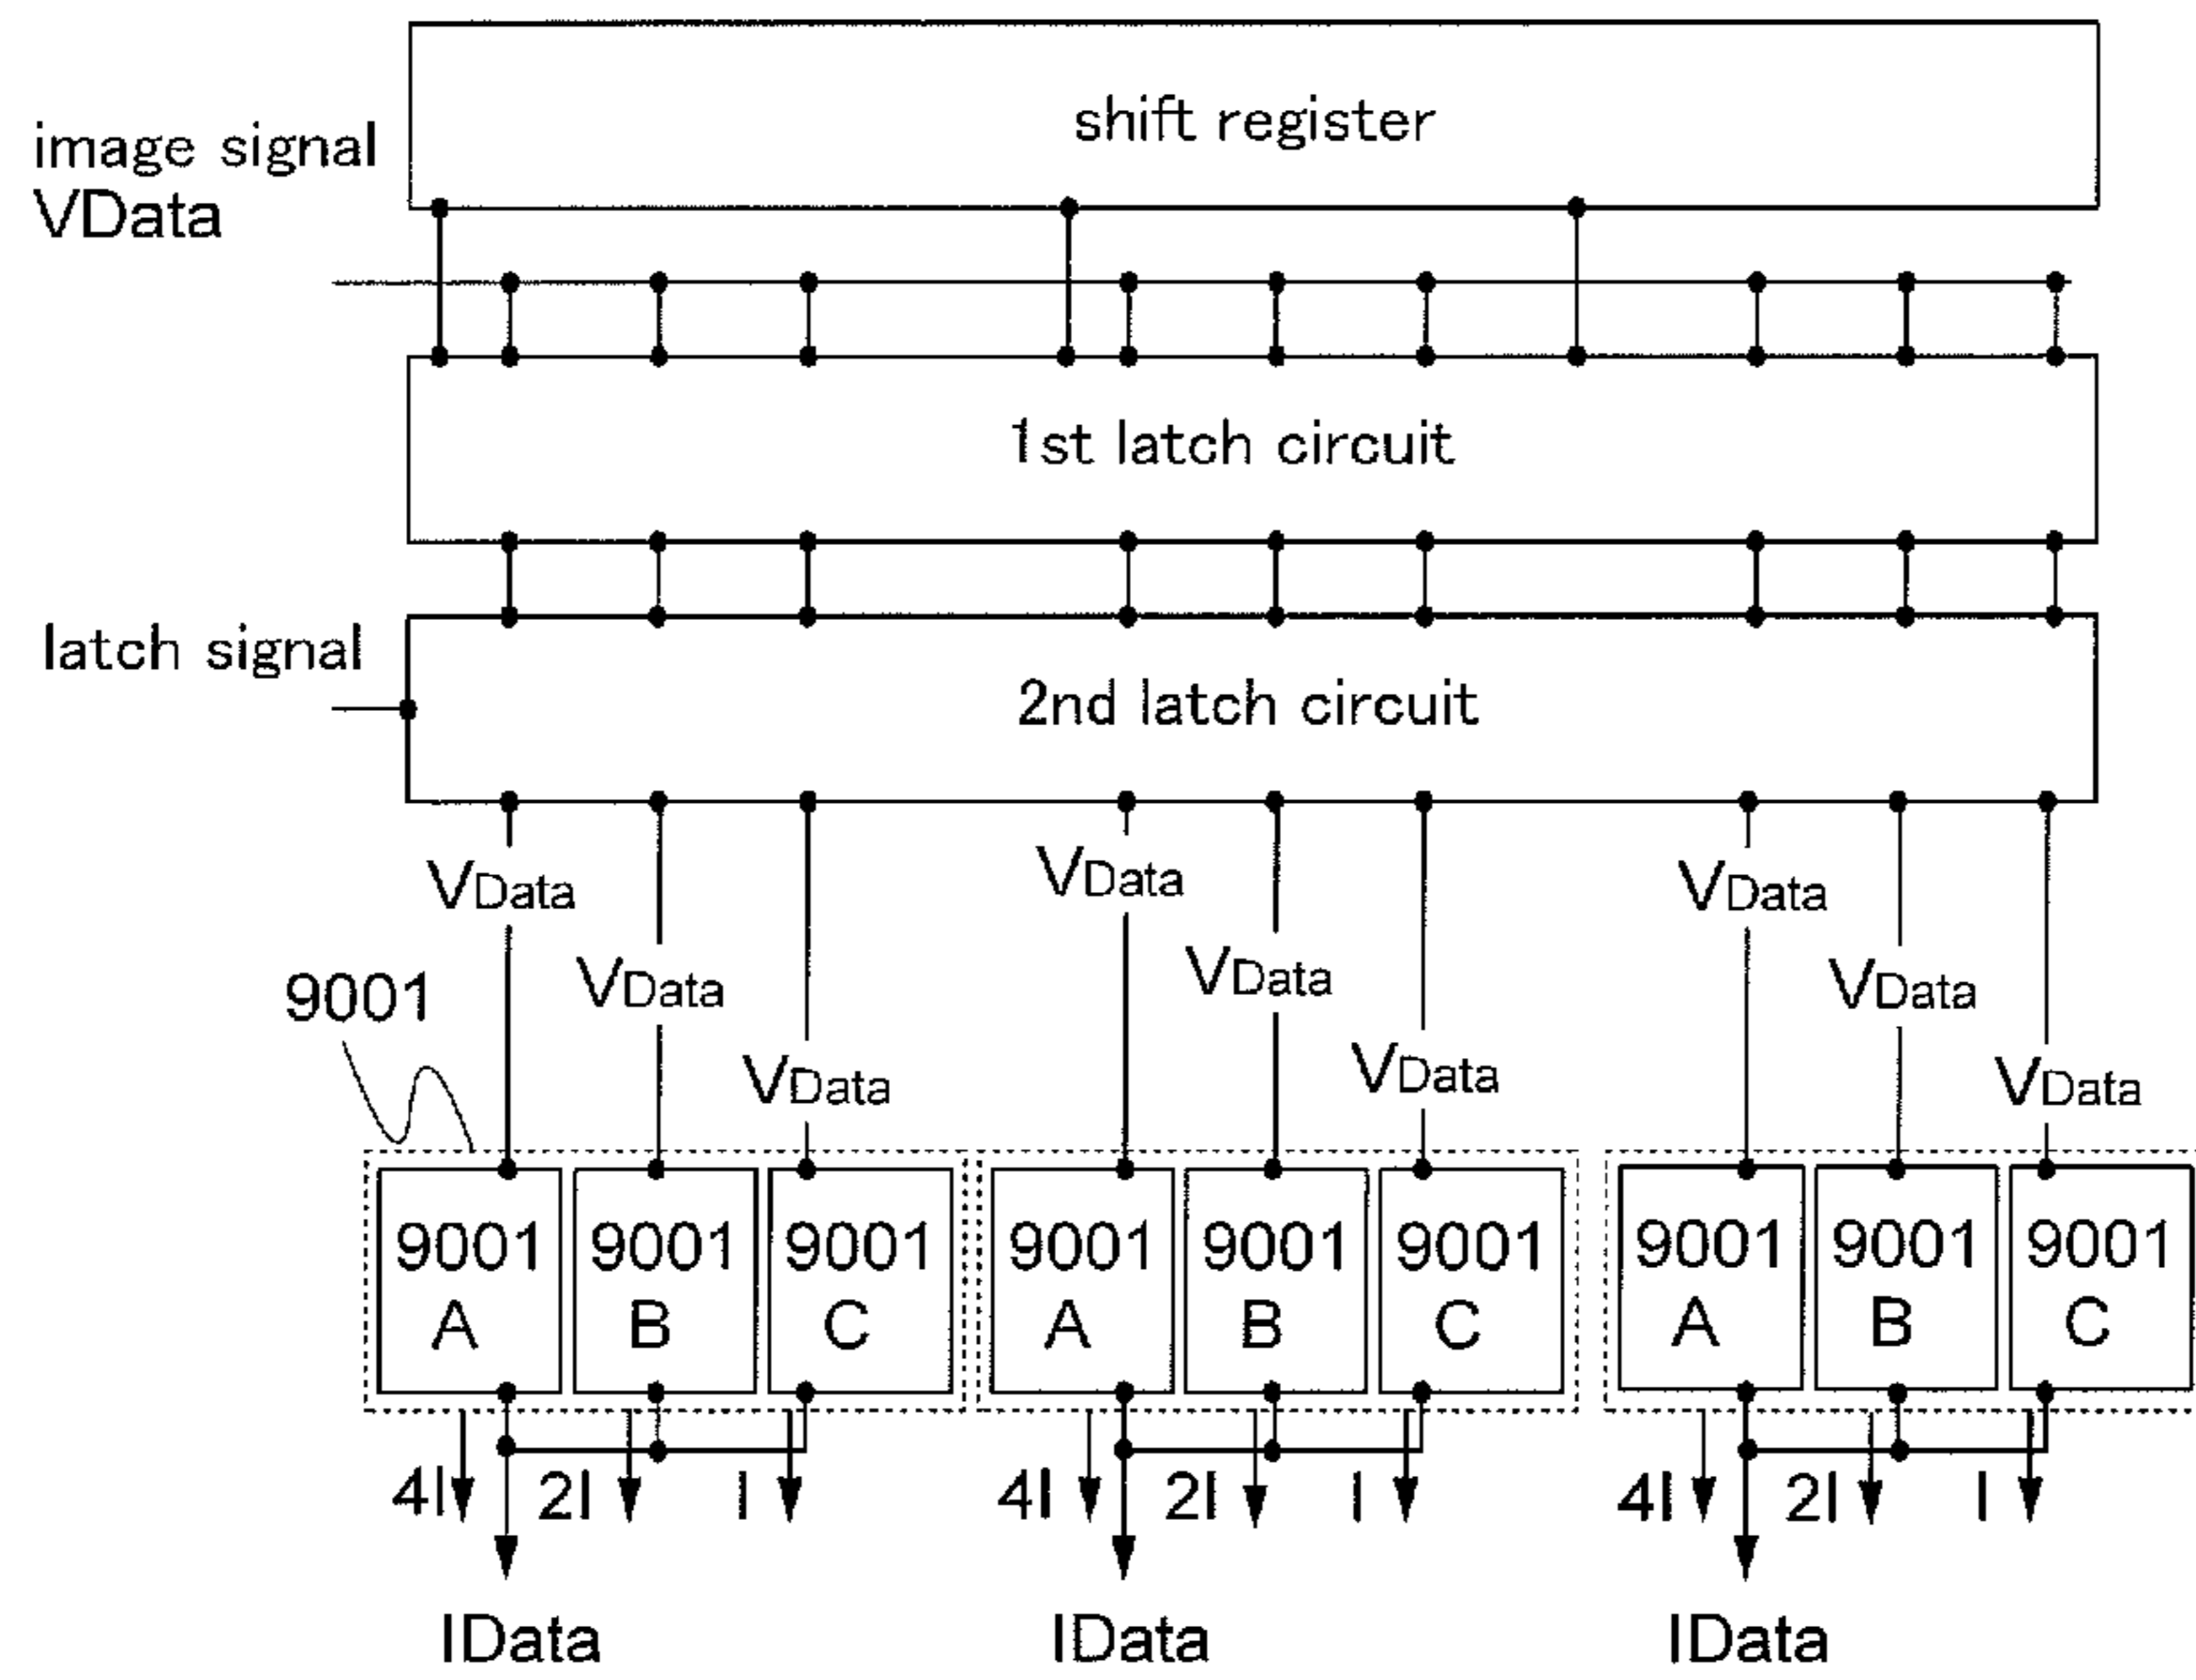 shift register
image signal
VData
1st latch circuit
latch signal
2nd latch circuit
VData VData VData
VData VData VData
VData VData VData
9001
9001 9001 9001 9001 9001 9001 9001 9001 9001
A B C A B C A B C
4I 2I I 4I 2I I 4I 2I I
IData IData IData